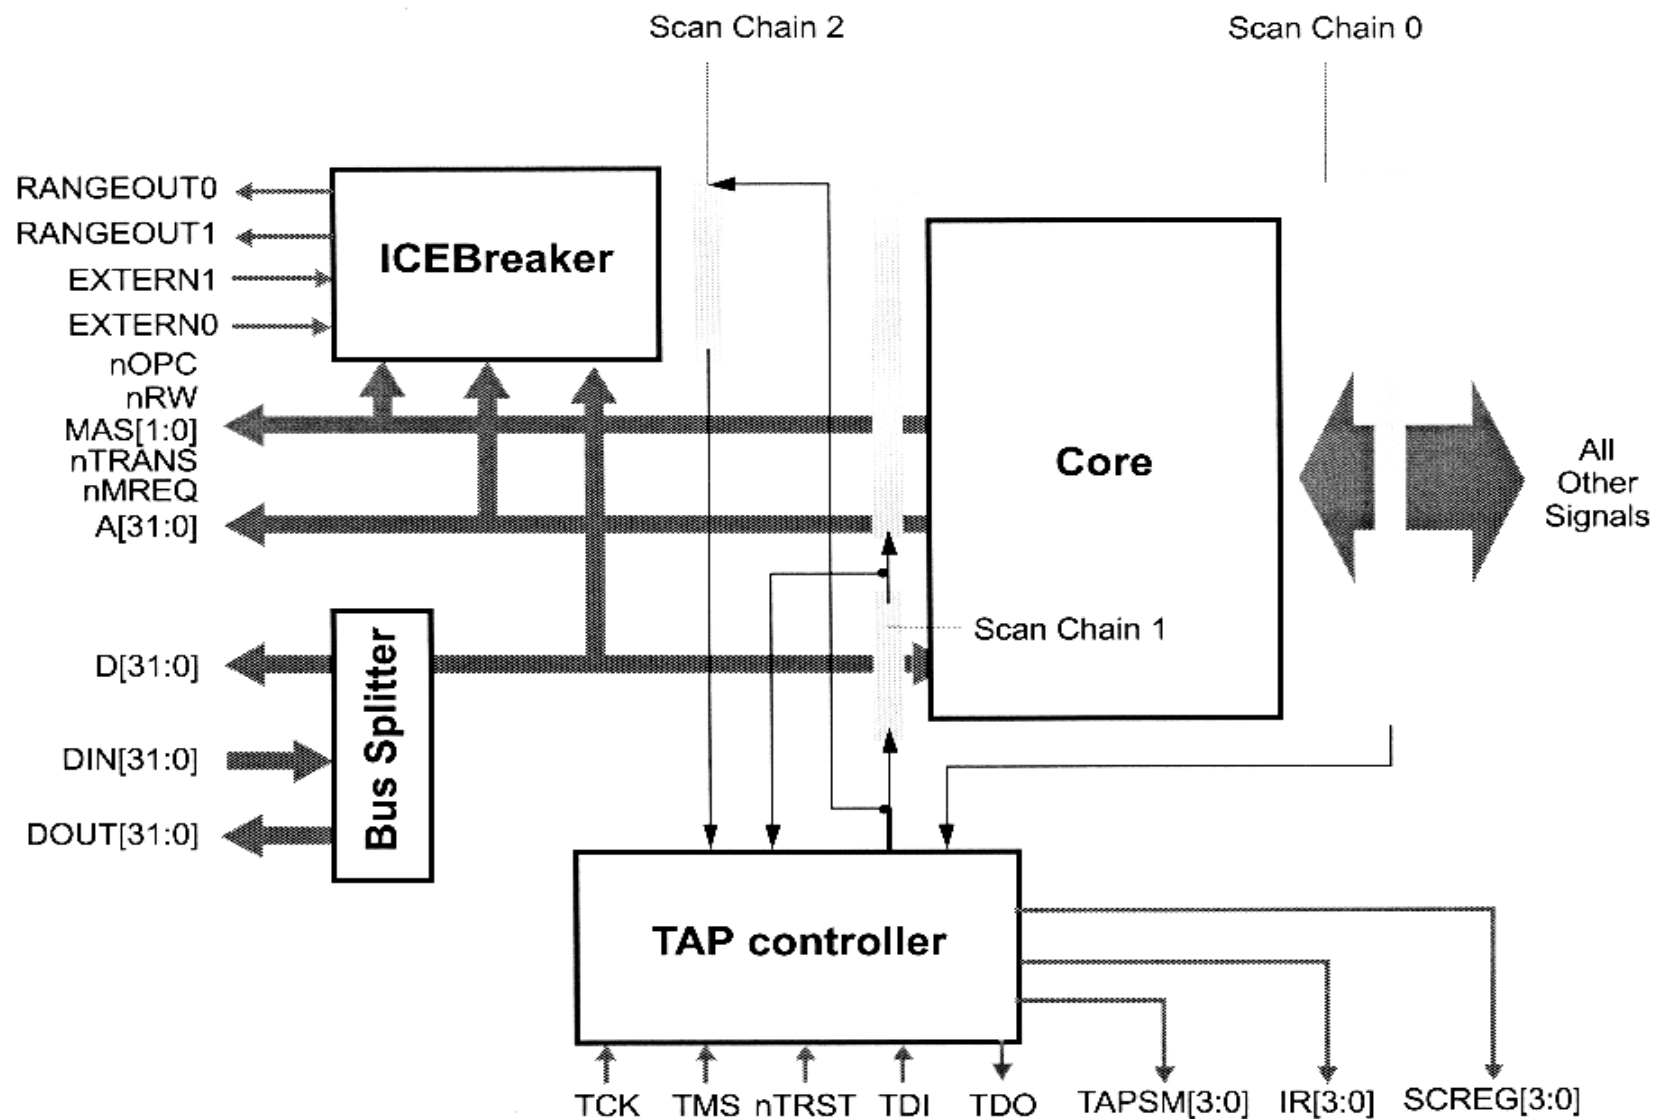 Scan Chain 2
Scan Chain 0
RANGEOUT0
RANGEOUT1
EXTERN1
EXTERN0
nOPC
nRW
MAS[1:0]
nTRANS
nMREQ
A[31:0]
D[31:0]
DIN[31:0]
DOUT[31:0]
ICEBreaker
Core
Scan Chain 1
All
Other
Signals
Bus Splitter
TAP controller
TCK
TMS
nTRST
TDI
TDO
TAPSM[3:0]
IR[3:0]
SCREG[3:0]